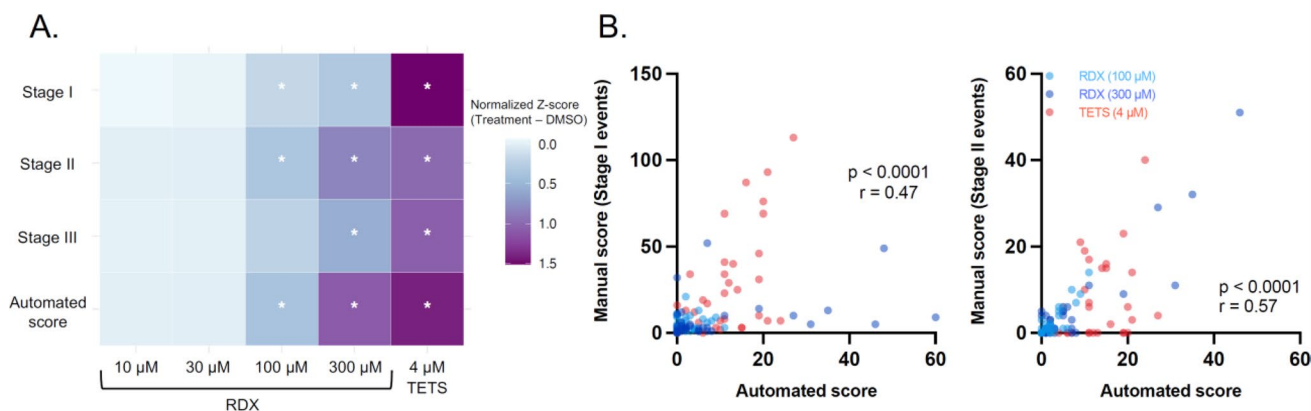 A.
Stage I
* * *
Stage II
* * *
Stage III
* *
Automated
score
* * *
10 µM 30 µM 100 µM 300 µM 4 µM
TETS
RDX
Normalized Z-score
(Treatment – DMSO)
0.0
0.5
1.0
1.5
B.
Manual score (Stage I events)
150
100
50
0
0 20 40 60
Automated score
p < 0.0001
r = 0.47
Manual score (Stage II events)
60
40
20
0
0 20 40 60
Automated score
RDX (100 µM)
RDX (300 µM)
TETS (4 µM)
p < 0.0001
r = 0.57